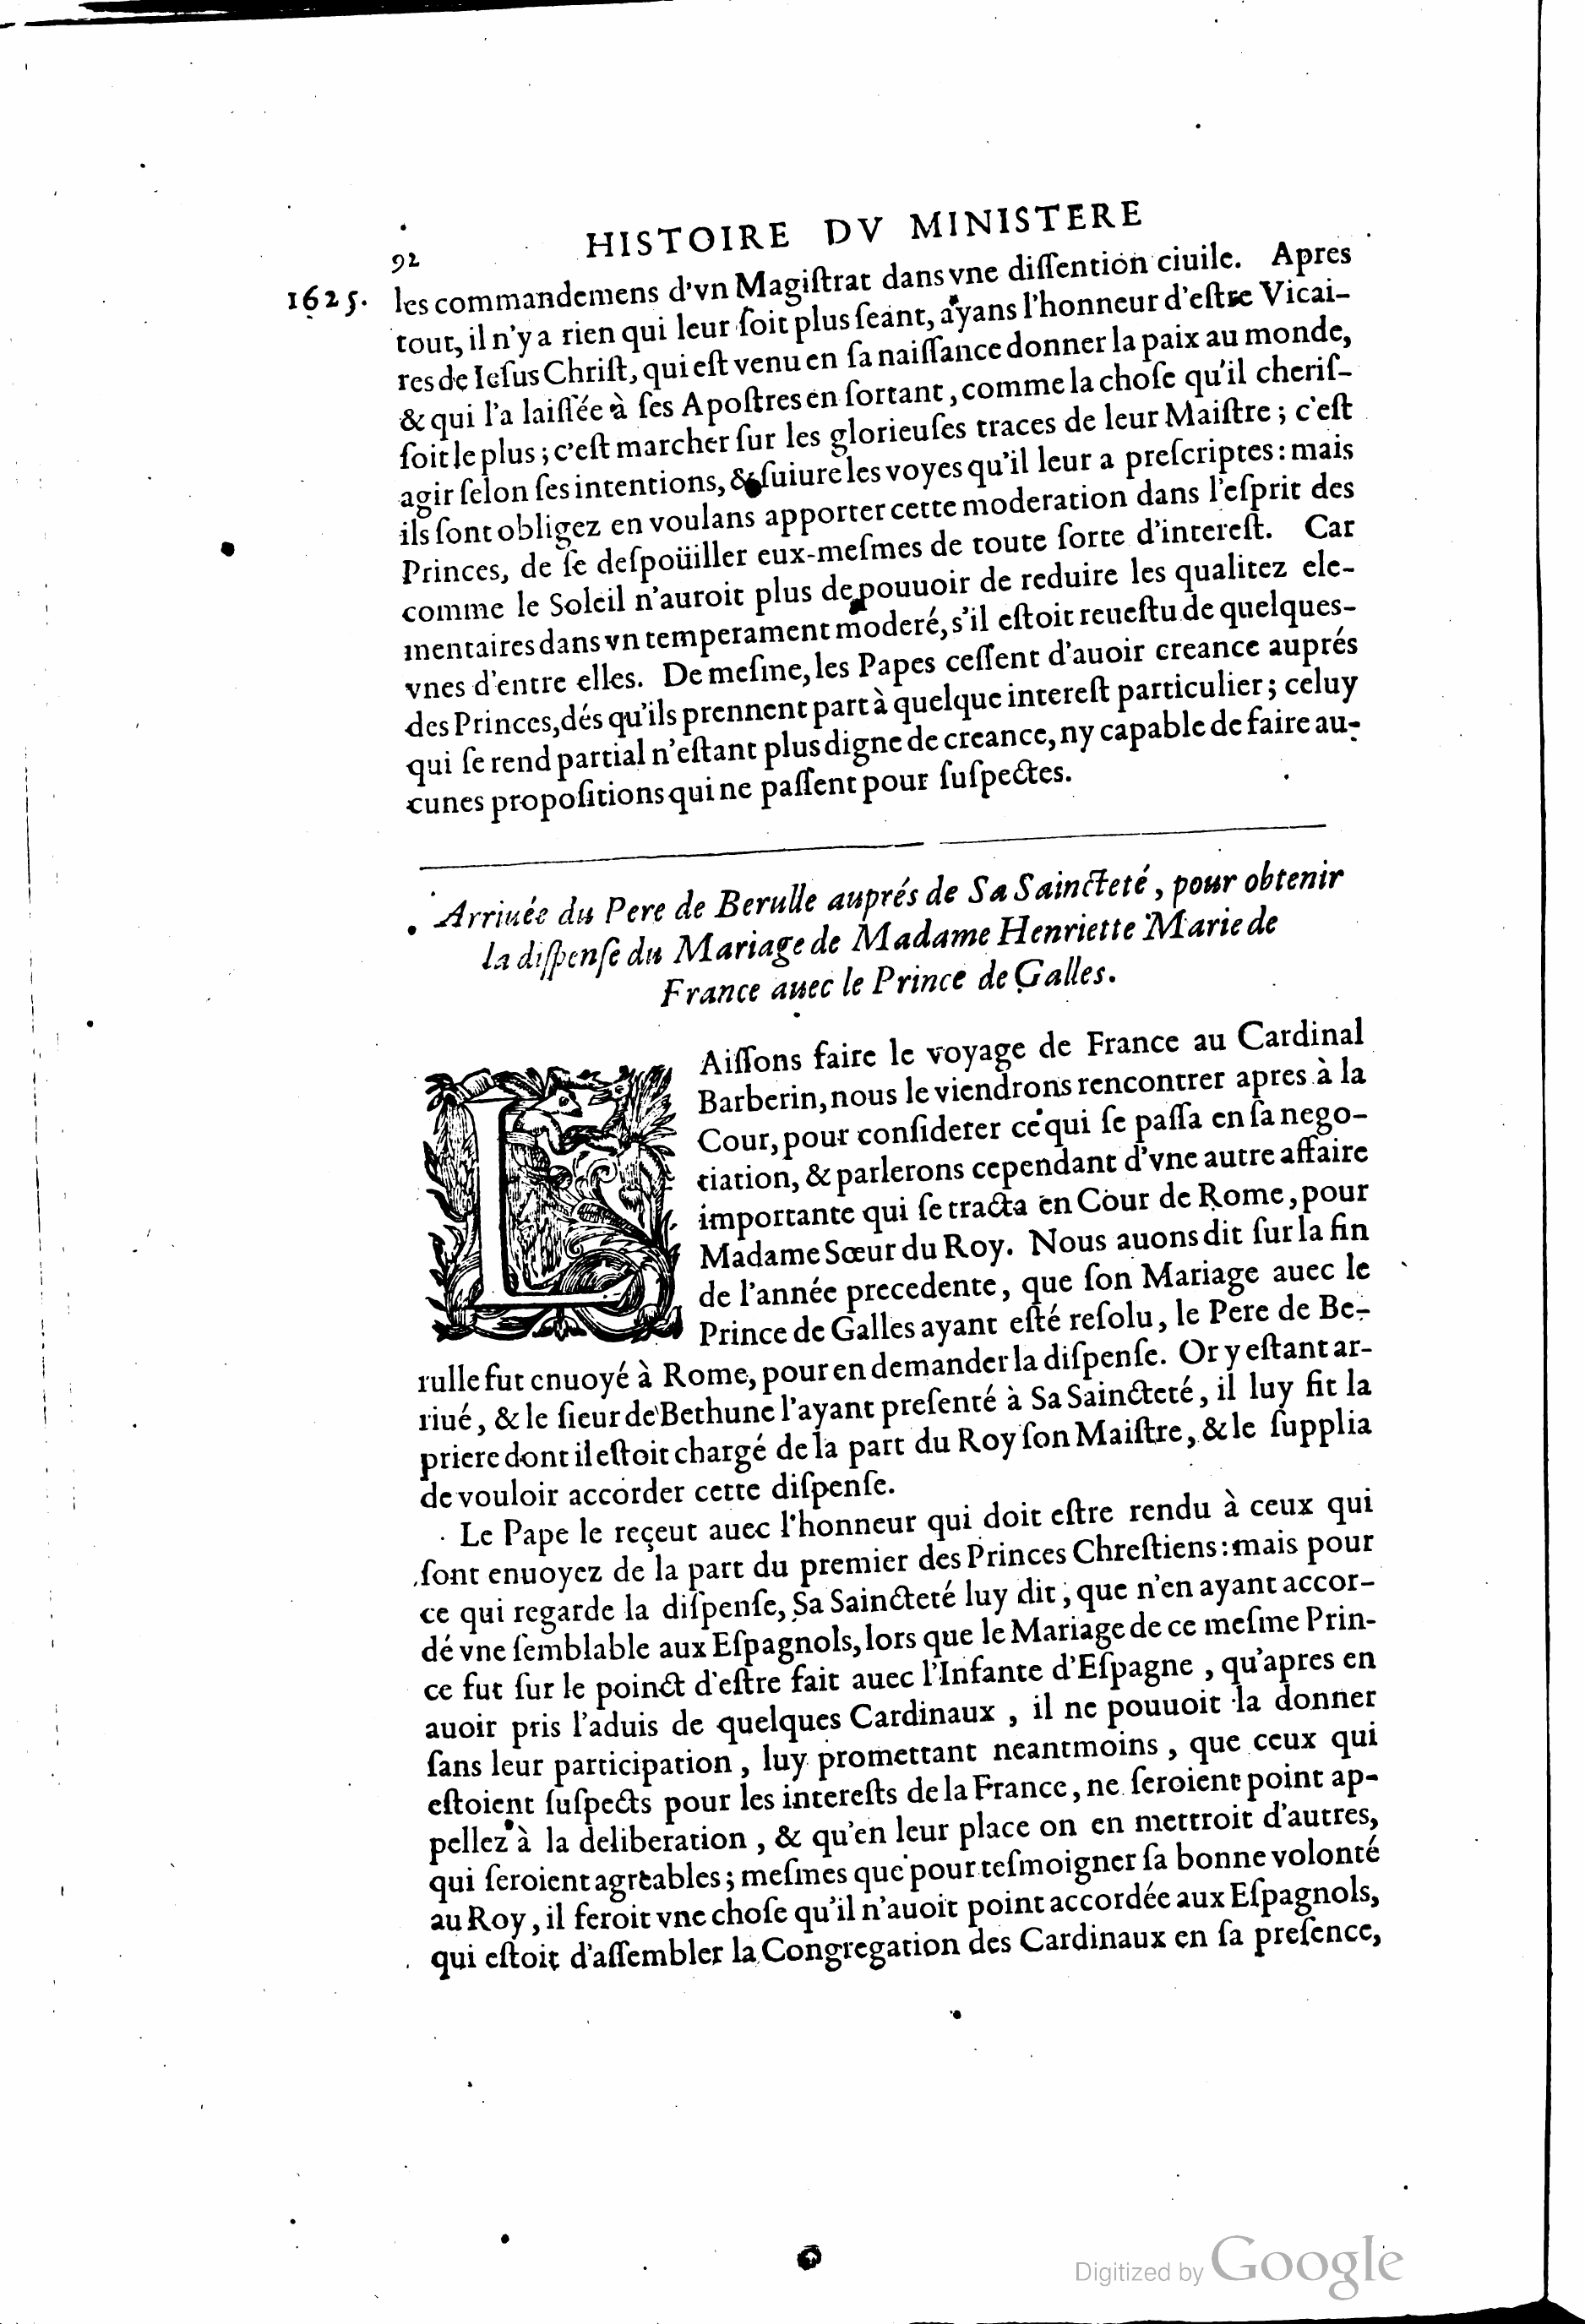 92 HISTOIRE DV MINISTERE
1625. les commandemens d'vn Magiſtrat dans vne diſſention ciuile. Apres
tout, il n'y a rien qui leur ſoit plus ſeant, ayans l'honneur d'eſtre Vicai-
res de Ieſus Chriſt, qui eſt venu en ſa naiſſance donner la paix au monde,
& qui l'a laiſſée à ſes Apoſtres en ſortant, comme la choſe qu'il cheriſ-
ſoit le plus; c'eſt marcher ſur les glorieuſes traces de leur Maiſtre; c'eſt
agir ſelon ſes intentions, & ſuiure les voyes qu'il leur a preſcriptes: mais
ils ſont obligez en voulans apporter cette moderation dans l'eſprit des
Princes, de ſe deſpoüiller eux-meſmes de toute ſorte d'intereſt. Car
comme le Soleil n'auroit plus de pouuoir de reduire les qualitez ele-
mentaires dans vn temperament moderé, s'il eſtoit reueſtu de quelques-
vnes d'entre elles. De meſme, les Papes ceſſent d'auoir creance auprés
des Princes, dés qu'ils prennent part à quelque intereſt particulier; celuy
qui ſe rend partial n'eſtant plus digne de creance, ny capable de faire au-
cunes propoſitions qui ne paſſent pour ſuſpectes.
Arriuée du Pere de Berulle auprés de Sa Saincteté, pour obtenir
la diſpenſe du Mariage de Madame Henriette Marie de
France auec le Prince de Galles.
LAiſſons faire le voyage de France au Cardinal
Barberin, nous le viendrons rencontrer apres à la
Cour, pour conſiderer ce qui ſe paſſa en ſa nego-
tiation, & parlerons cependant d'vne autre affaire
importante qui ſe tracta en Cour de Rome, pour
Madame Sœur du Roy. Nous auons dit ſur la fin
de l'année precedente, que ſon Mariage auec le
Prince de Galles ayant eſté reſolu, le Pere de Be-
rulle fut enuoyé à Rome, pour en demander la diſpenſe. Or y eſtant ar-
riué, & le ſieur de Bethune l'ayant preſenté à Sa Saincteté, il luy fit la
priere dont il eſtoit chargé de la part du Roy ſon Maiſtre, & le ſupplia
de vouloir accorder cette diſpenſe.
Le Pape le reçeut auec l'honneur qui doit eſtre rendu à ceux qui
ſont enuoyez de la part du premier des Princes Chreſtiens: mais pour
ce qui regarde la diſpenſe, Sa Saincteté luy dit, que n'en ayant accor-
dé vne ſemblable aux Eſpagnols, lors que le Mariage de ce meſme Prin-
ce fut ſur le poinct d'eſtre fait auec l'Infante d'Eſpagne, qu'apres en
auoir pris l'aduis de quelques Cardinaux, il ne pouuoit la donner
ſans leur participation, luy promettant neantmoins, que ceux qui
eſtoient ſuſpects pour les intereſts de la France, ne ſeroient point ap-
pellez à la deliberation, & qu'en leur place on en mettroit d'autres,
qui ſeroient agreables; meſmes que pour teſmoigner ſa bonne volonté
au Roy, il feroit vne choſe qu'il n'auoit point accordée aux Eſpagnols,
qui eſtoit d'aſſembler la Congregation des Cardinaux en ſa preſence,
Digitized by Google